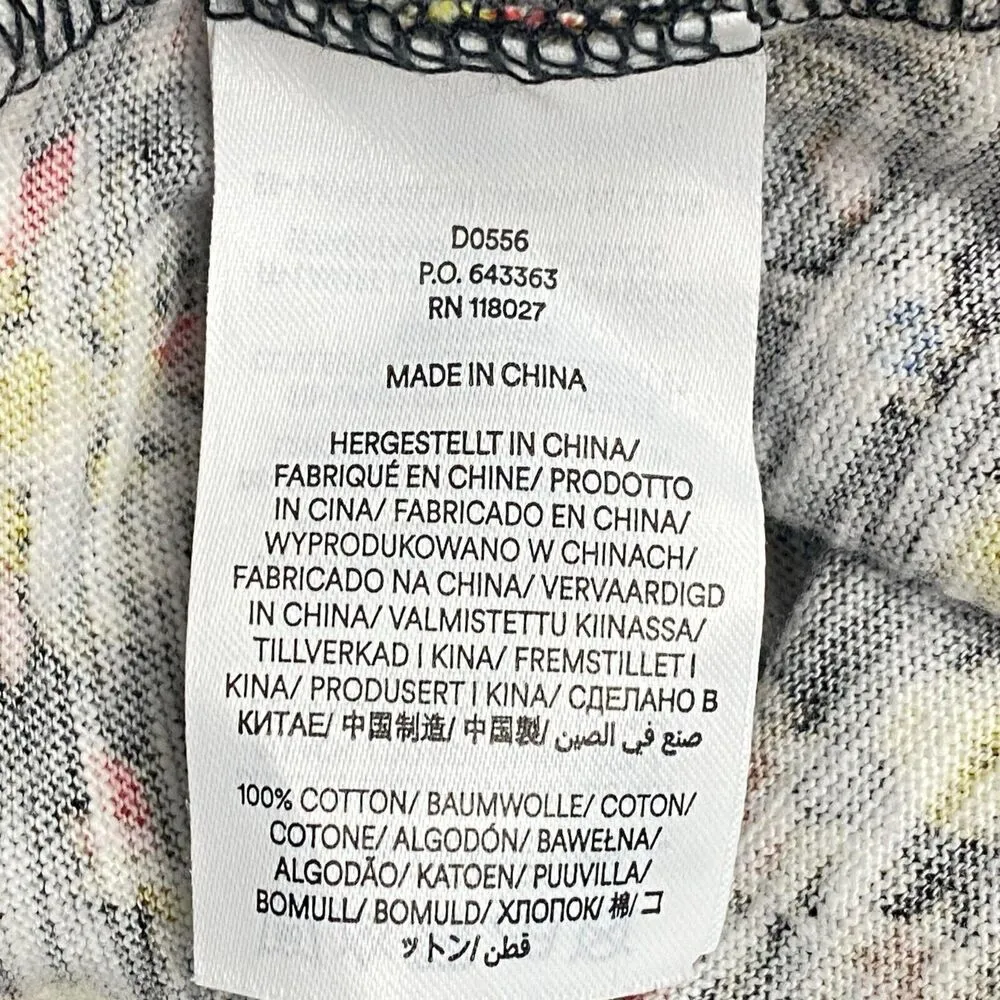 D0556
P.O. 643363
RN 118027
MADE IN CHINA
HERGESTELLT IN CHINA/
FABRIQUÉ EN CHINE/ PRODOTTO
IN CINA/ FABRICADO EN CHINA/
WYPRODUKOWANO W CHINACH/
FABRICADO NA CHINA/ VERVAARDIGD
IN CHINA/ VALMISTETTU KIINASSA/
TILLVERKAD I KINA/ FREMSTILLET I
KINA/ PRODUSERT I KINA/ СДЕЛАНО В
КИТАЕ/ 中国制造/ 中国製/ صنع في الصين
100% COTTON/ BAUMWOLLE/ COTON/
COTONE/ ALGODÓN/ BAWEŁNA/
ALGODÃO/ KATOEN/ PUUVILLA/
BOMULL/ BOMULD/ ХЛОПОК/ 棉/ コ
ットン/ قطن